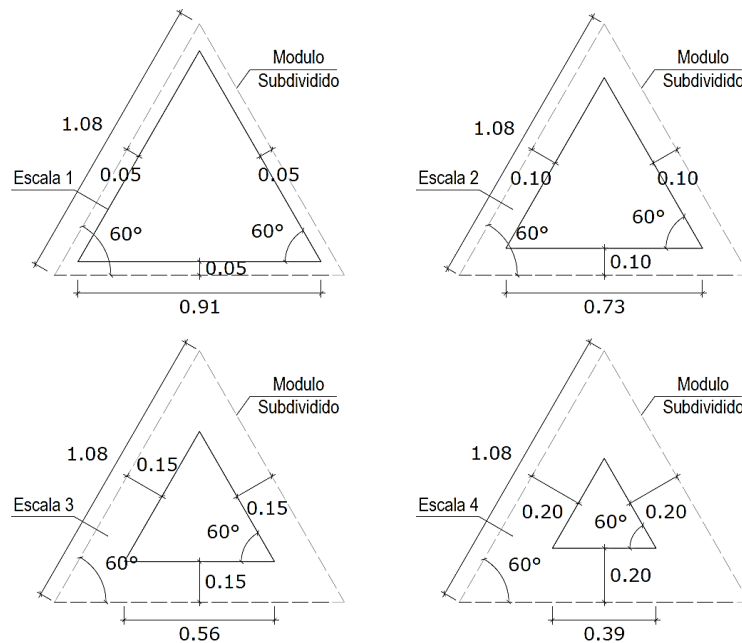 Modulo
Subdividido
1.08
0.05
0.05
Escala 1
60°
60°
0.05
0.91
Modulo
Subdividido
1.08
0.10
0.10
Escala 2
60°
60°
0.10
0.73
Modulo
Subdividido
1.08
0.15
0.15
Escala 3
60°
60°
0.15
0.56
Modulo
Subdividido
1.08
0.20
0.20
Escala 4
60°
60°
0.20
0.39